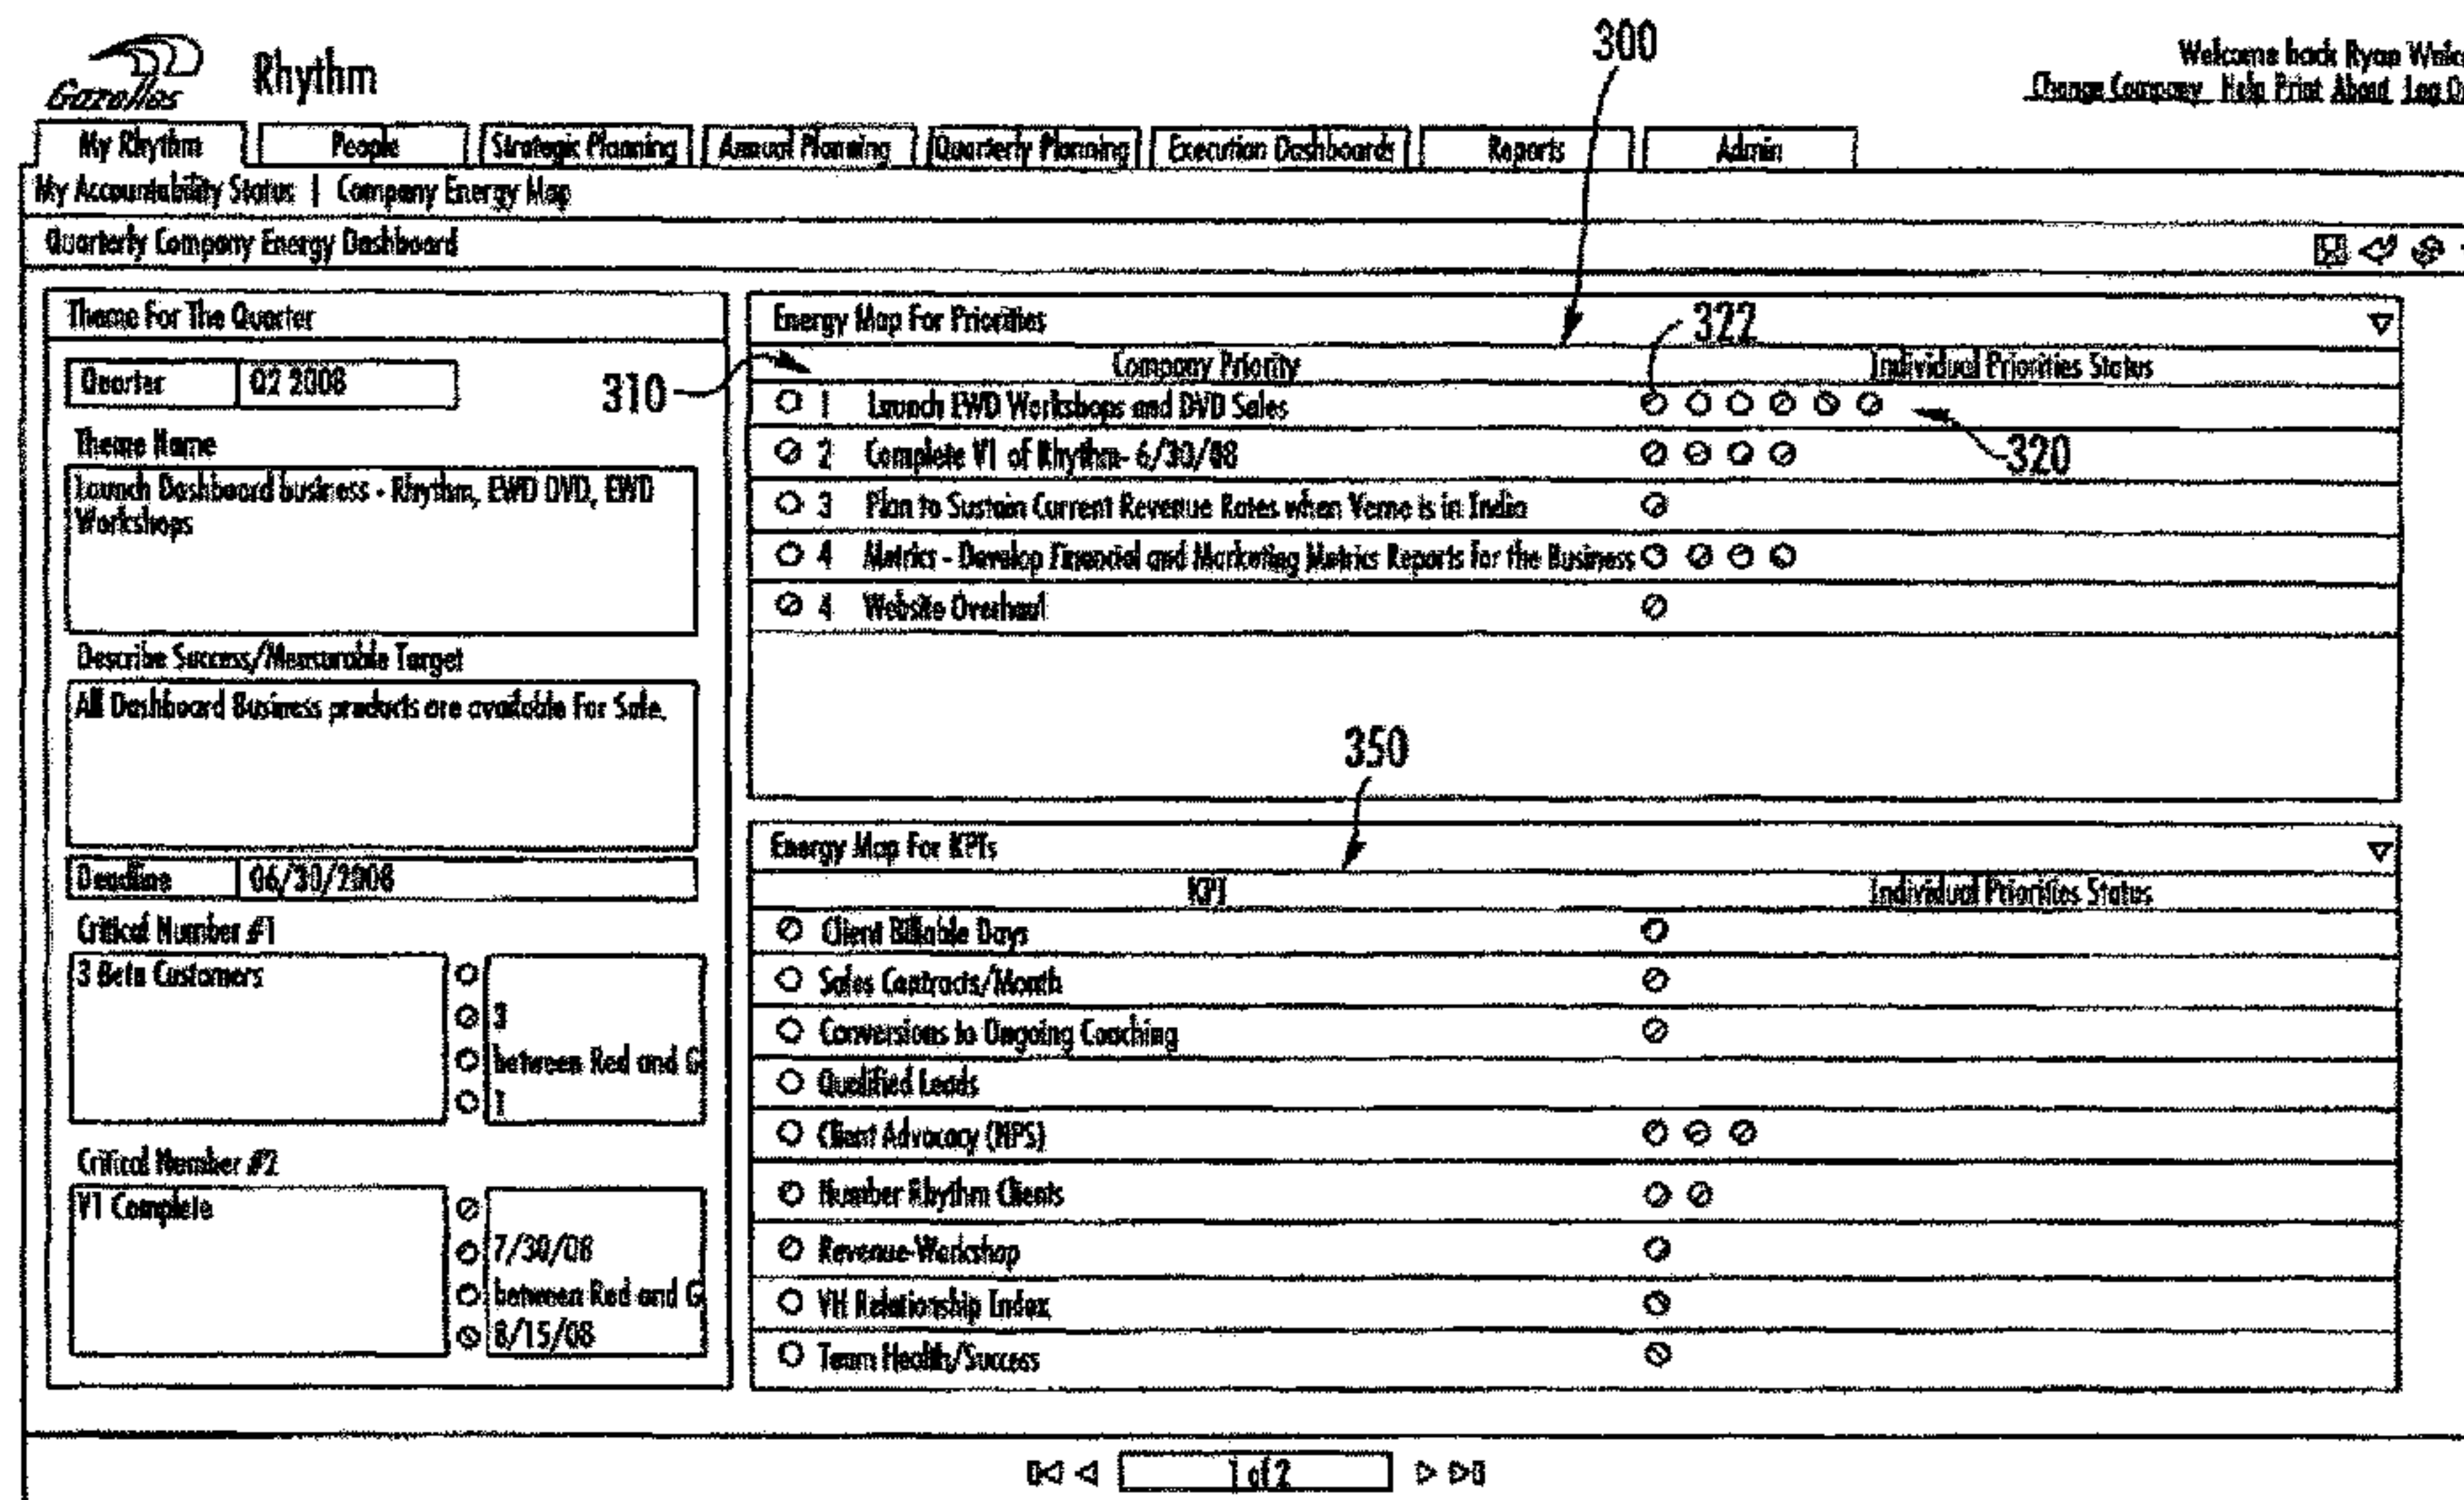 Gazelles
Rhythm
300
Welcome back Ryan
Change Company Help Print About Log
My Rhythm People Strategic Planning Annual Planning Quarterly Planning Execution Dashboards Reports Admin
My Accountability Status | Company Energy Map
Quarterly Company Energy Dashboard
Theme For The Quarter
Quarter Q2 2008
Theme Name
Launch Dashboard business - Rhythm, EWD DVD, EWD
Workshops
Describe Success/Measurable Target
All Dashboard Business products are available For Sale.
Deadline 06/30/2008
Critical Number #1
3 Beta Customers
3
between Red and G
Critical Number #2
V1 Complete
7/30/08
between Red and G
8/15/08
Energy Map For Priorities
322
310
Company Priority Individual Priorities Status
1 Launch EWD Workshops and DVD Sales
320
2 Complete V1 of Rhythm- 6/30/08
3 Plan to Sustain Current Revenue Rates when Verne is in India
4 Metrics - Develop Financial and Marketing Metrics Reports for the Business
4 Website Overhaul
350
Energy Map For KPIs
KPI Individual Priorities Status
Client Billable Days
Sales Contracts/Month
Conversions to Ongoing Coaching
Qualified Leads
Client Advocacy (NPS)
Number Rhythm Clients
Revenue-Workshop
VH Relationship Index
Team Health/Success
1 of 2